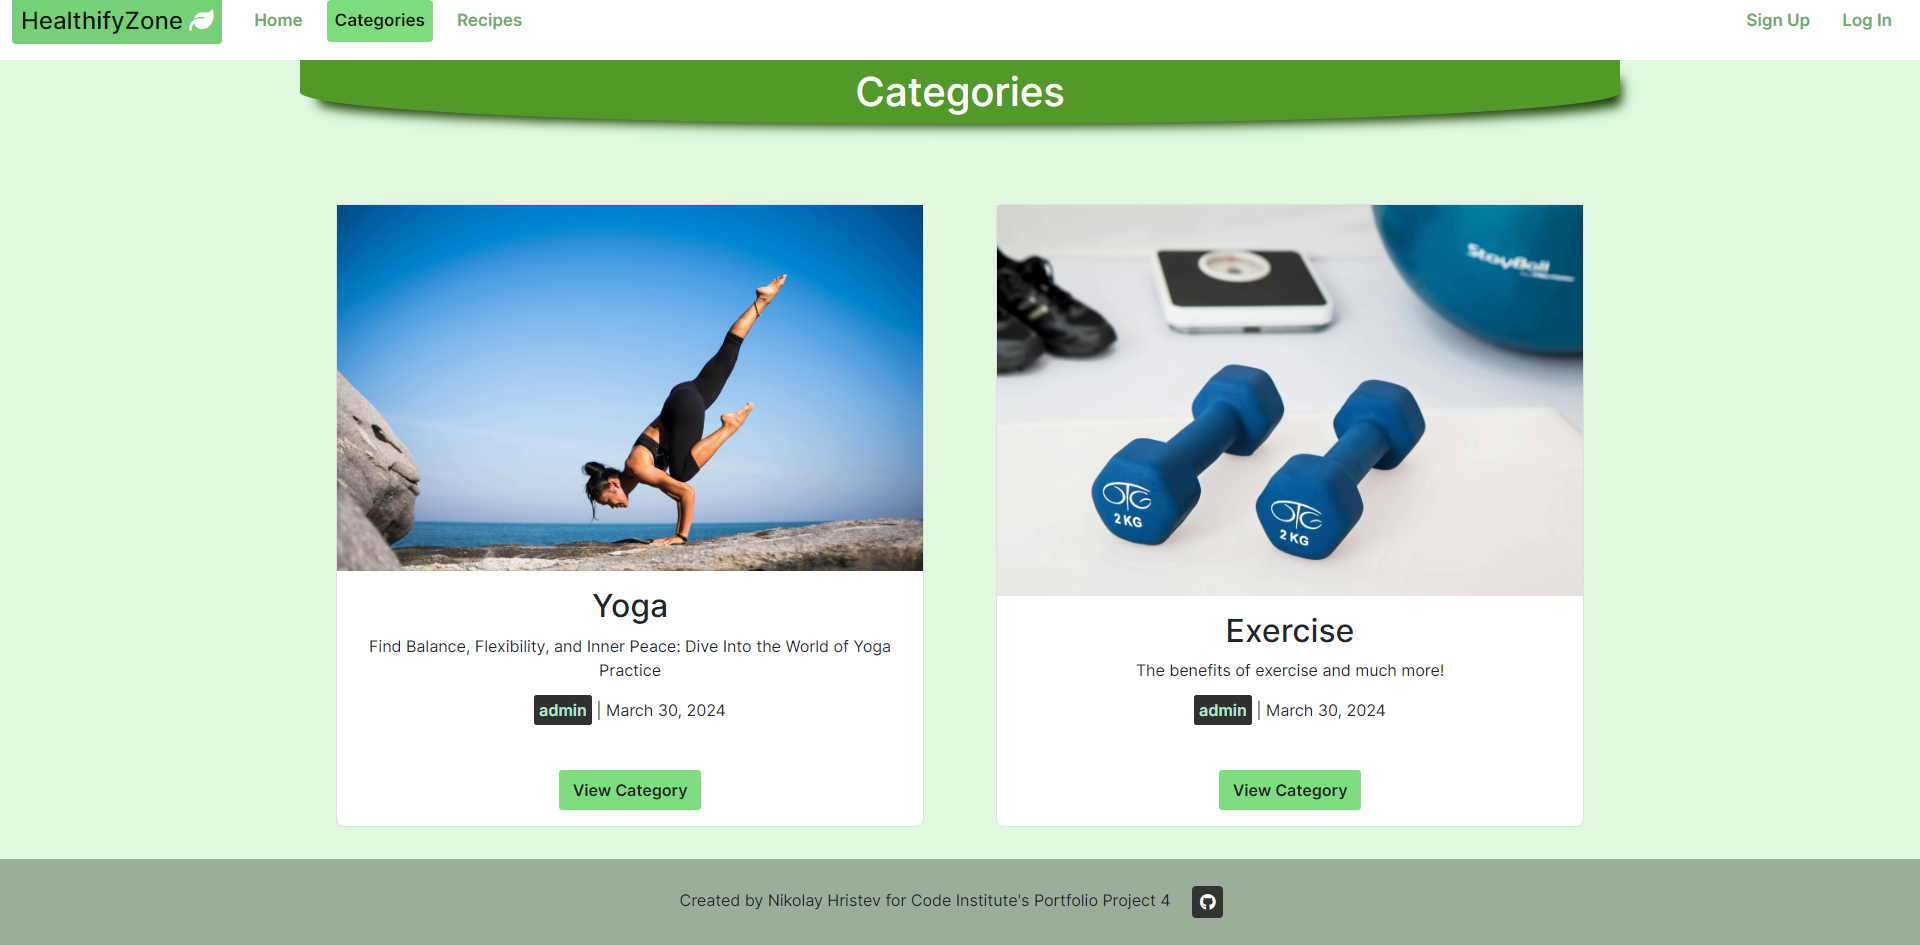 HealthifyZone
Home
Categories
Recipes
Sign Up
Log In
Categories
StayBall
OTG
2 KG
OTG
2 KG
Yoga
Find Balance, Flexibility, and Inner Peace: Dive Into the World of Yoga
Practice
admin | March 30, 2024
View Category
Exercise
The benefits of exercise and much more!
admin | March 30, 2024
View Category
Created by Nikolay Hristev for Code Institute's Portfolio Project 4